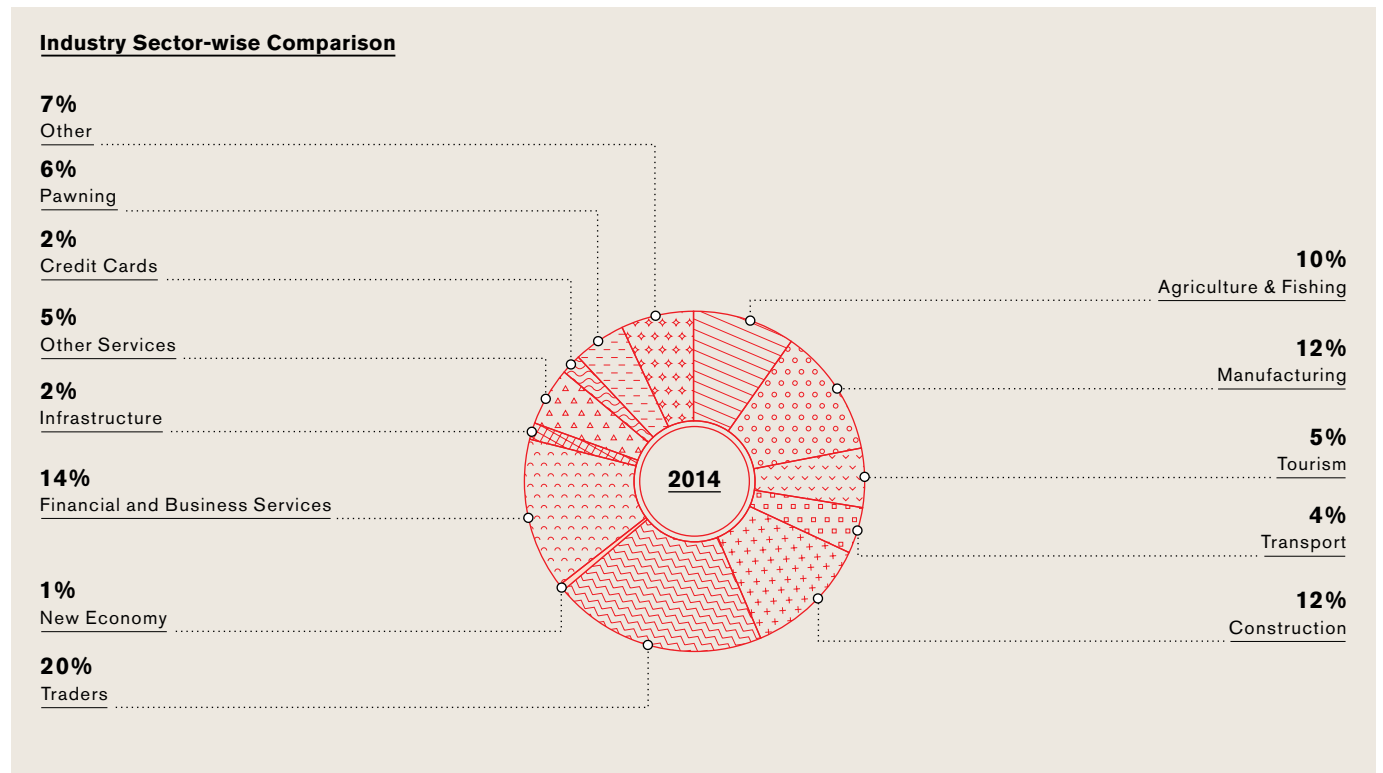 Industry Sector-wise Comparison
7%
Other
6%
Pawning
2%
Credit Cards
5%
Other Services
2%
Infrastructure
14%
Financial and Business Services
1%
New Economy
20%
Traders
2014
10%
Agriculture & Fishing
12%
Manufacturing
5%
Tourism
4%
Transport
12%
Construction